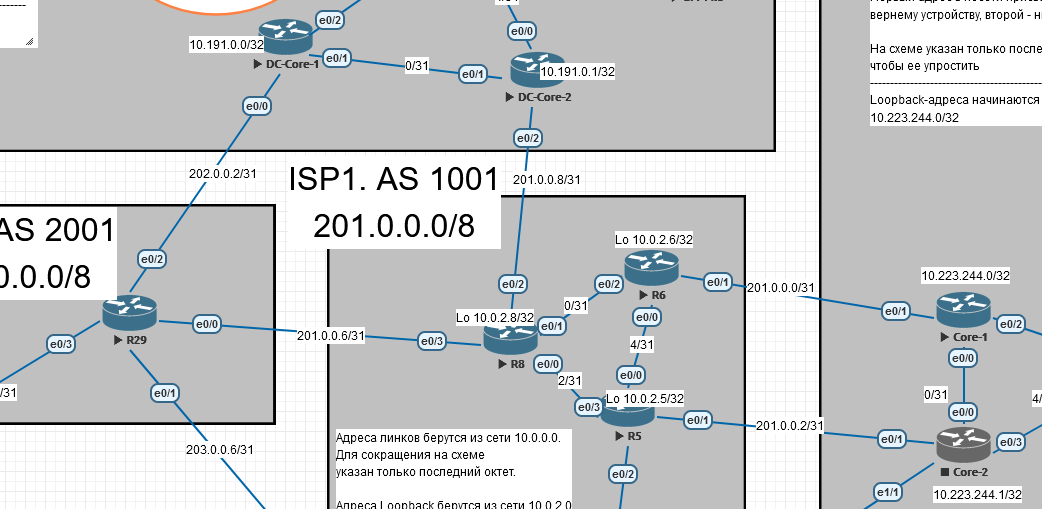 e0/2
e0/0
10.191.0.0/32
e0/1
DC-Core-1
0/31
e0/1
10.191.0.1/32
DC-Core-2
e0/0
e0/2
вернему устройству, второй - н
На схеме указан только после
чтобы ее упростить
Loopback-адреса начинаются
10.223.244.0/32
202.0.0.2/31
ISP1. AS 1001
201.0.0.0/8
201.0.0.8/31
AS 2001
0.0.0/8
e0/2
R29
e0/0
e0/3
/31
e0/1
203.0.0.6/31
201.0.0.6/31
e0/3
e0/2
Lo 10.0.2.8/32
R8
e0/1
0/31
e0/2
Lo 10.0.2.6/32
R6
e0/1
201.0.0.0/31
e0/0
4/31
e0/0
e0/0
2/31
e0/3
Lo 10.0.2.5/32
R5
e0/1
201.0.0.2/31
e0/2
10.223.244.0/32
e0/1
Core-1
e0/2
e0/0
0/31
4/
e0/0
e0/1
e0/3
Core-2
e1/1
10.223.244.1/32
Адреса линков берутся из сети 10.0.0.0.
Для сокращения на схеме
указан только последний октет.
Адреса Loopback берутся из сети 10.0.2.0